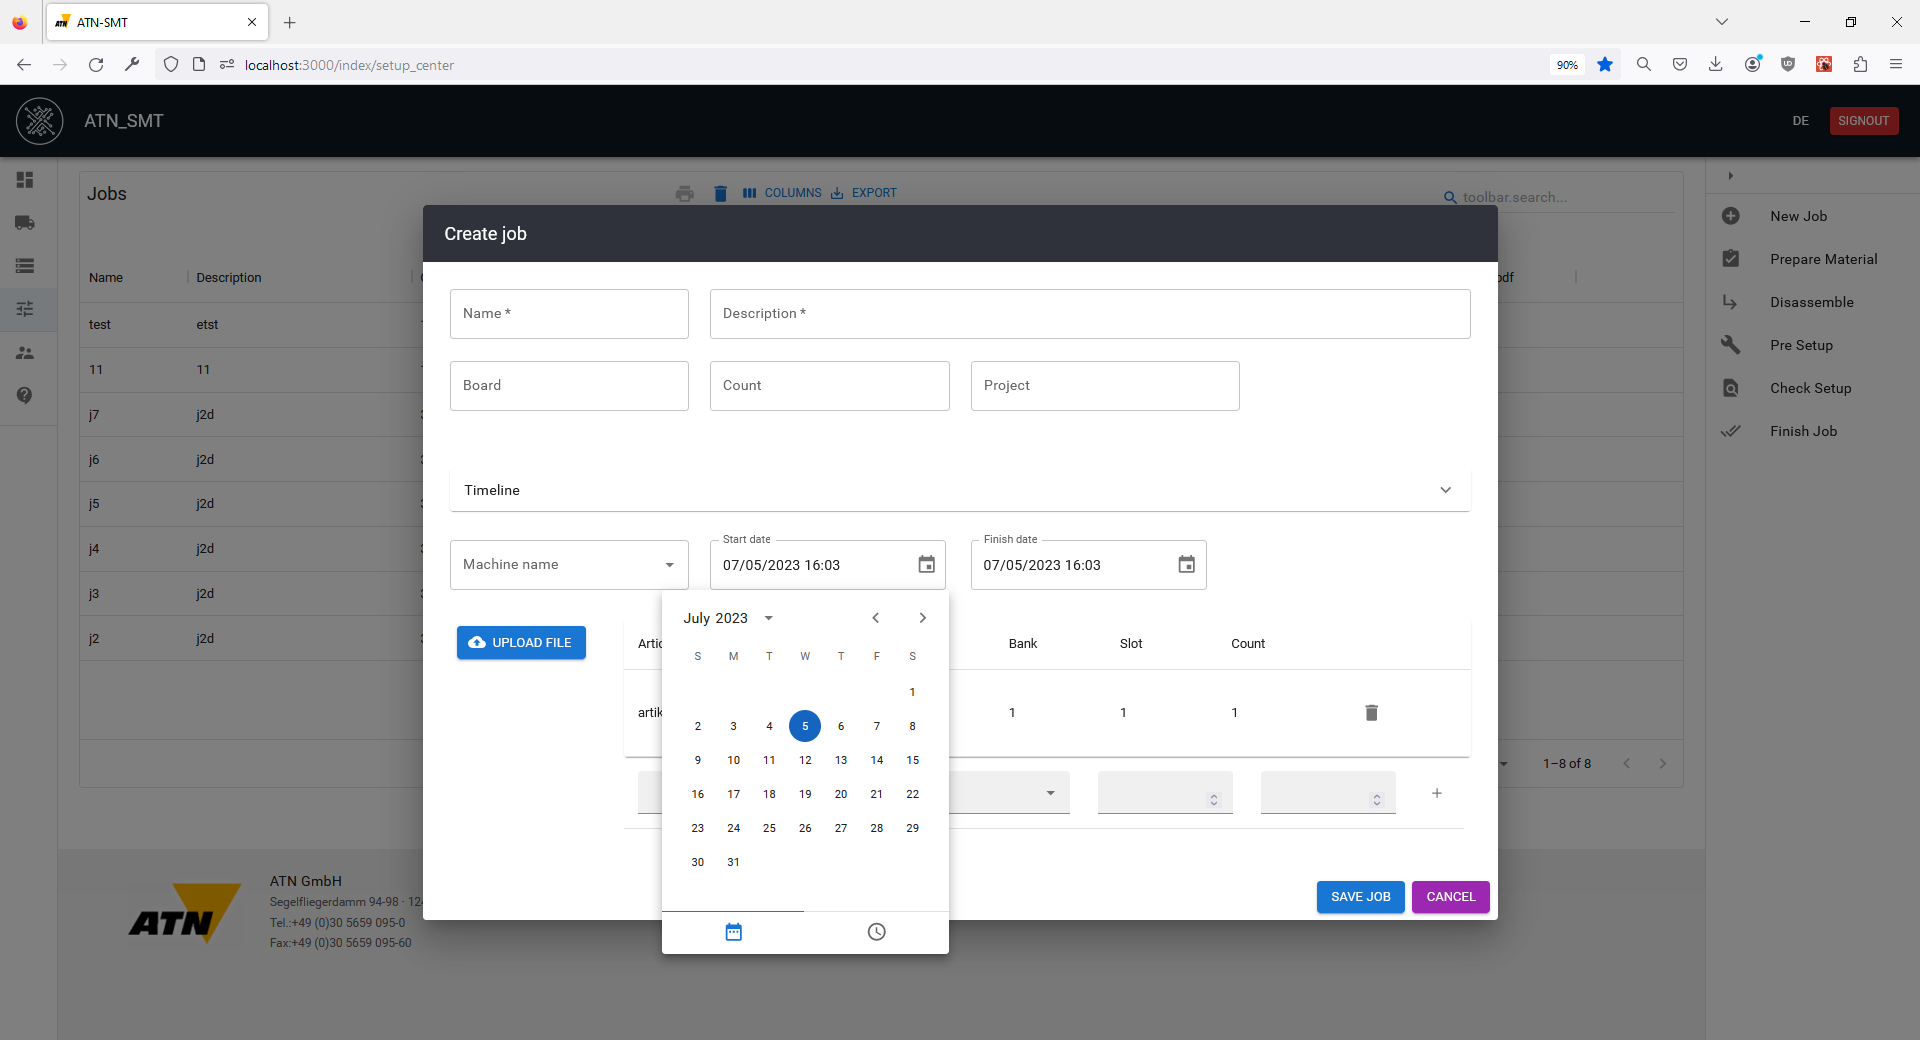 ATN-SMT
localhost:3000/index/setup_center
90%
ATN_SMT
DE
SIGNOUT
Jobs
COLUMNS
EXPORT
toolbar.search...
Name
Description
pdf
test
etst
11
11
j7
j2d
j6
j2d
j5
j2d
j4
j2d
j3
j2d
j2
j2d
1–8 of 8
New Job
Prepare Material
Disassemble
Pre Setup
Check Setup
Finish Job
Create job
Name *
Description *
Board
Count
Project
Timeline
Machine name
Start date
07/05/2023 16:03
Finish date
07/05/2023 16:03
UPLOAD FILE
Bank
Slot
Count
1
1
1
July 2023
S M T W T F S
1
2 3 4 5 6 7 8
9 10 11 12 13 14 15
16 17 18 19 20 21 22
23 24 25 26 27 28 29
30 31
SAVE JOB
CANCEL
ATN
ATN GmbH
Segelfliegerdamm 94-98 · 12
Tel.:+49 (0)30 5659 095-0
Fax:+49 (0)30 5659 095-60